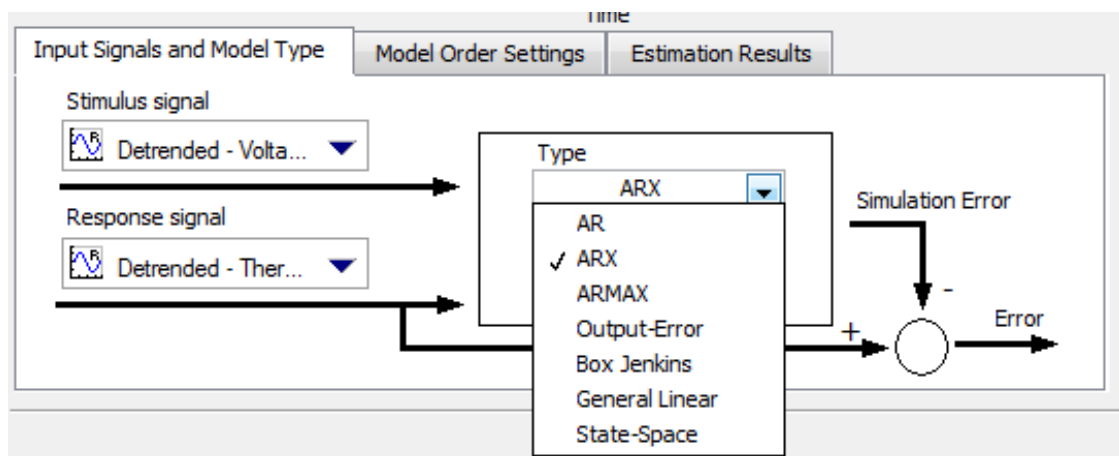 Time
Input Signals and Model Type
Model Order Settings
Estimation Results
Stimulus signal
Detrended - Volta...
Response signal
Detrended - Ther...
Type
ARX
AR
✓ ARX
ARMAX
Output-Error
Box Jenkins
General Linear
State-Space
Simulation Error
-
+
Error